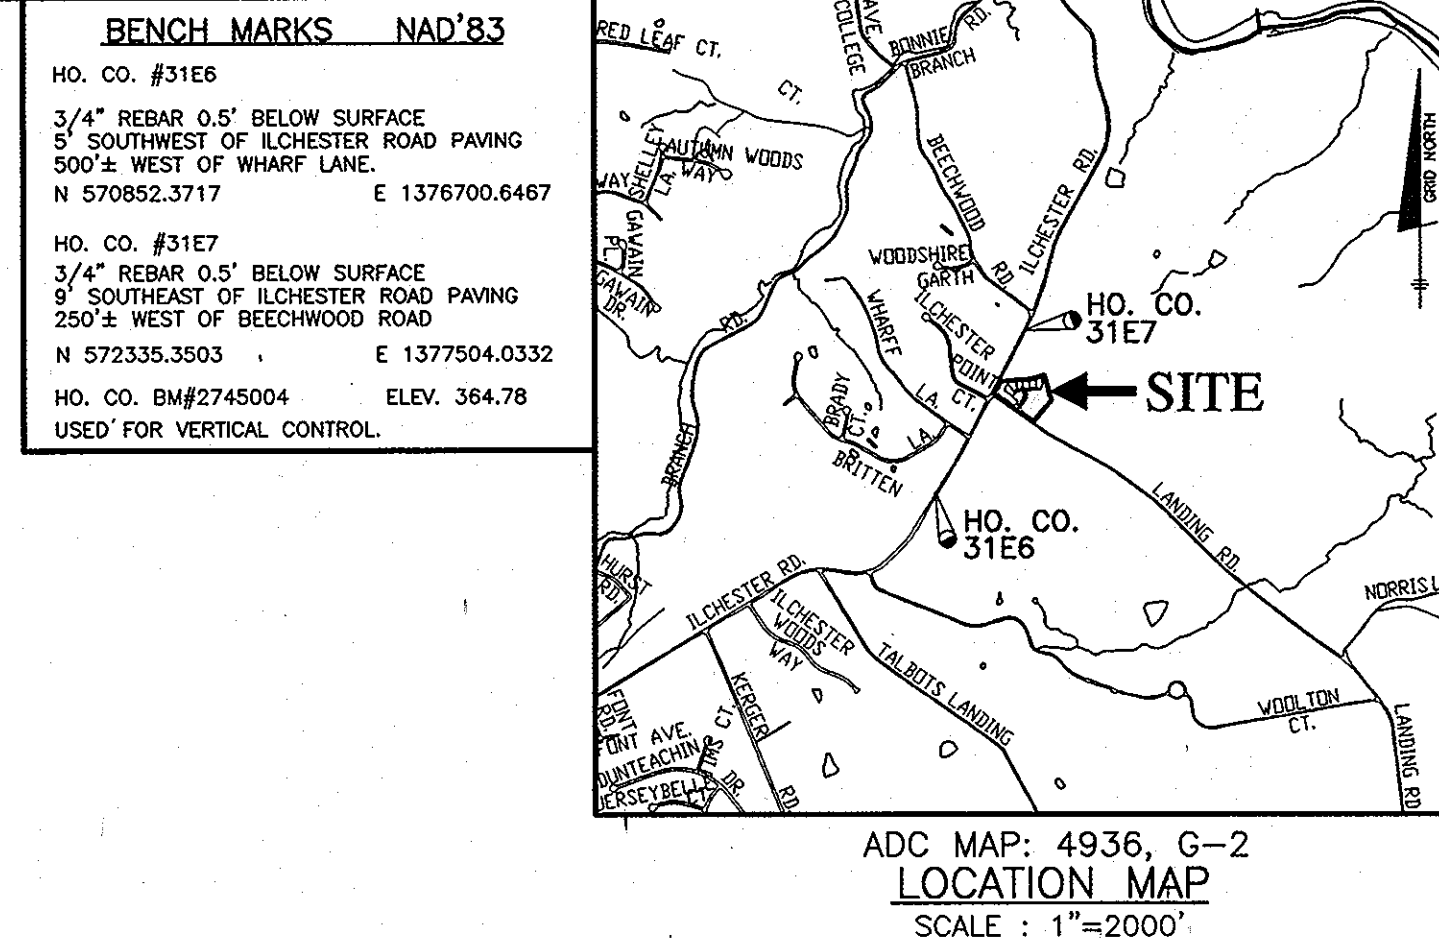 BENCH MARKS NAD'83
HO. CO. #31E6
3/4" REBAR 0.5' BELOW SURFACE
5' SOUTHWEST OF ILCHESTER ROAD PAVING
500'± WEST OF WHARF LANE.
N 570852.3717 E 1376700.6467
HO. CO. #31E7
3/4" REBAR 0.5' BELOW SURFACE
9' SOUTHEAST OF ILCHESTER ROAD PAVING
250'± WEST OF BEECHWOOD ROAD
N 572335.3503 E 1377504.0332
HO. CO. BM#2745004 ELEV. 364.78
USED FOR VERTICAL CONTROL.
RED LEAF CT.
COLLEGE
AVE.
BONNIE
BRANCH
RD.
CT.
SHELLEY
LA.
AUTUMN WOODS
WAY
WAY
GAWAIN
PL.
GAWAIN
DR.
BEECHWOOD
RD.
ILCHESTER RD.
GRID NORTH
WOODSHIRE
GARTH
HO. CO.
31E7
ILCHESTER
POINT
CT.
WHARFF
LA.
SITE
BRADY
CT.
LA.
BRITTEN
RD.
BRANCH
HO. CO.
31E6
LANDING RD.
HURST
RD.
ILCHESTER RD.
ILCHESTER
WOODS
WAY
NORRIS L
KERGER
RD.
TALBOTS LANDING
WOOLTON
CT.
LANDING RD
FONT
RD.
FONT AVE.
DUNTEACHIN
DR.
IMS CT.
JERSEYBELL
CT.
ADC MAP: 4936, G-2
LOCATION MAP
SCALE : 1"=2000'